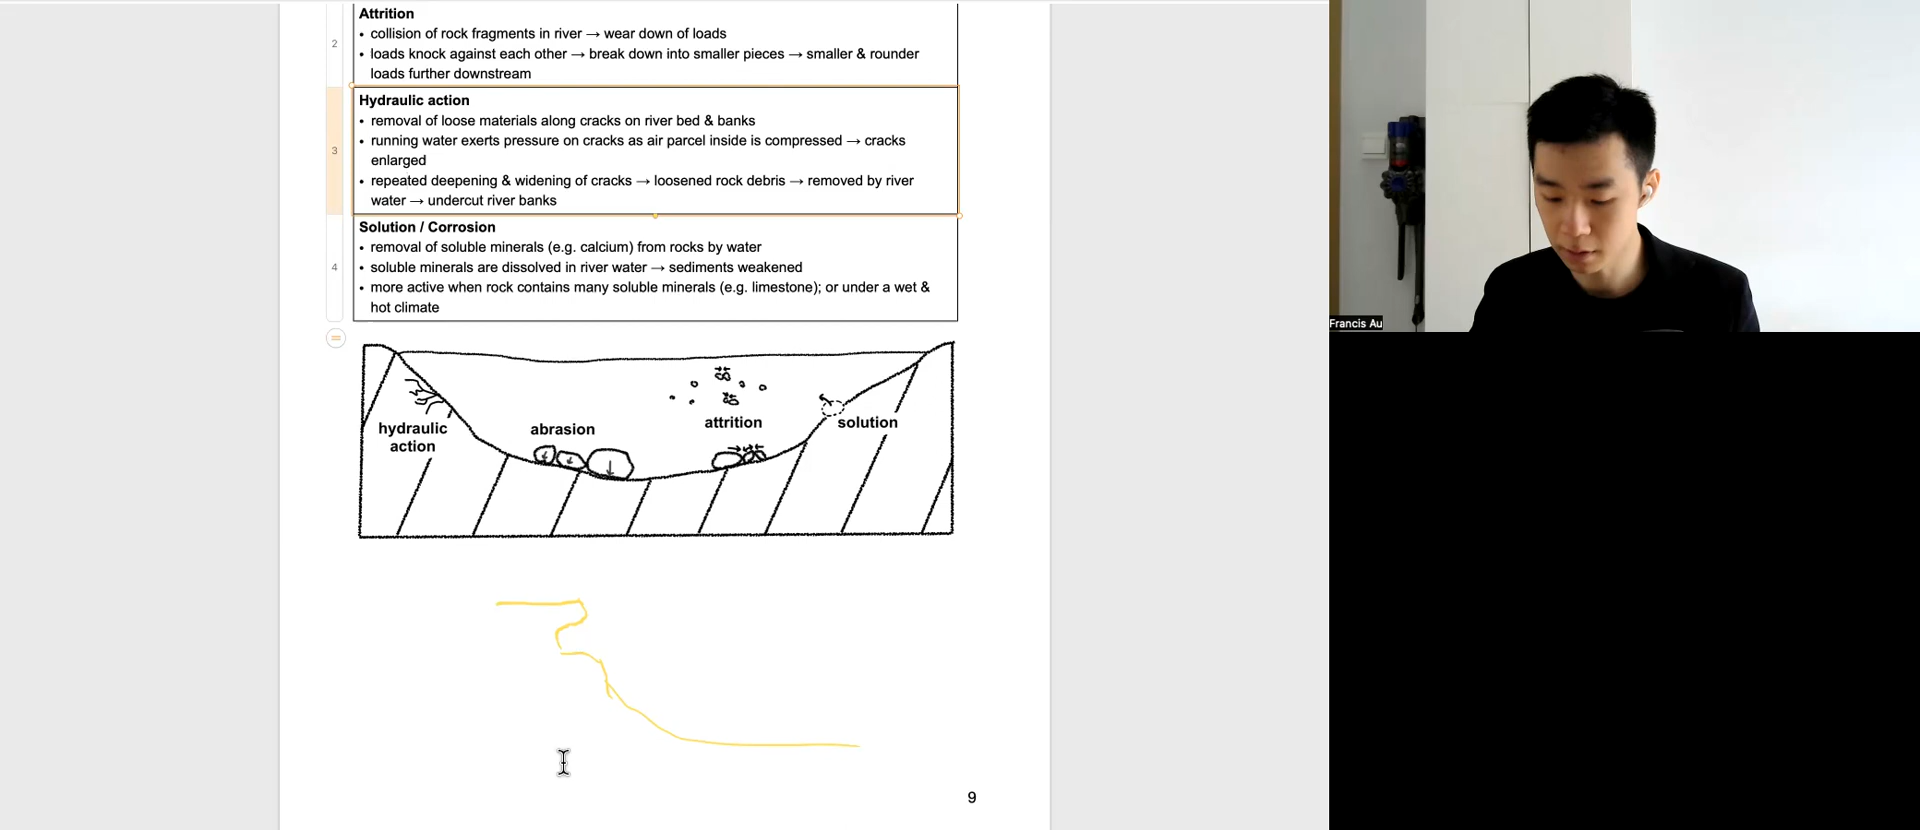 Attrition
• collision of rock fragments in river → wear down of loads
2
• loads knock against each other → break down into smaller pieces → smaller & rounder
loads further downstream
Hydraulic action
• removal of loose materials along cracks on river bed & banks
• running water exerts pressure on cracks as air parcel inside is compressed → cracks
3
enlarged
• repeated deepening & widening of cracks → loosened rock debris → removed by river
water → undercut river banks
Solution / Corrosion
• removal of soluble minerals (e.g. calcium) from rocks by water
4
• soluble minerals are dissolved in river water → sediments weakened
• more active when rock contains many soluble minerals (e.g. limestone); or under a wet &
hot climate
hydraulic
action
abrasion
attrition
solution
9
Francis Au